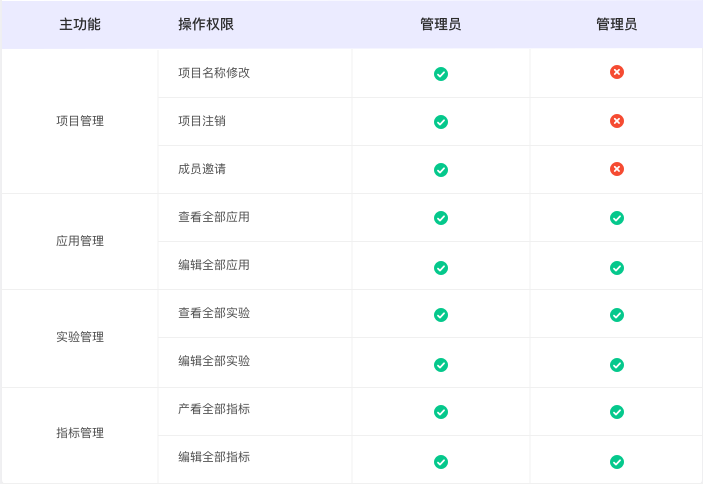 主功能 操作权限 管理员 管理员
项目管理
项目名称修改
项目注销
成员邀请
应用管理
查看全部应用
编辑全部应用
实验管理
查看全部实验
编辑全部实验
指标管理
产看全部指标
编辑全部指标